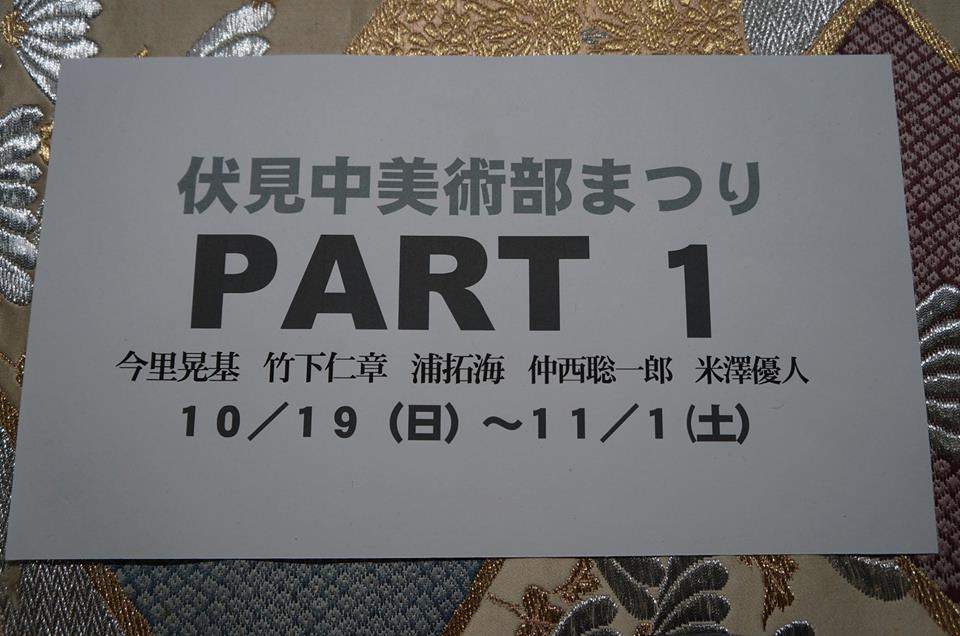 伏見中美術部まつり
PART 1
今里晃基 竹下仁章 浦拓海 仲西聡一郎 米澤優人
10／19（日）～11／1(土)